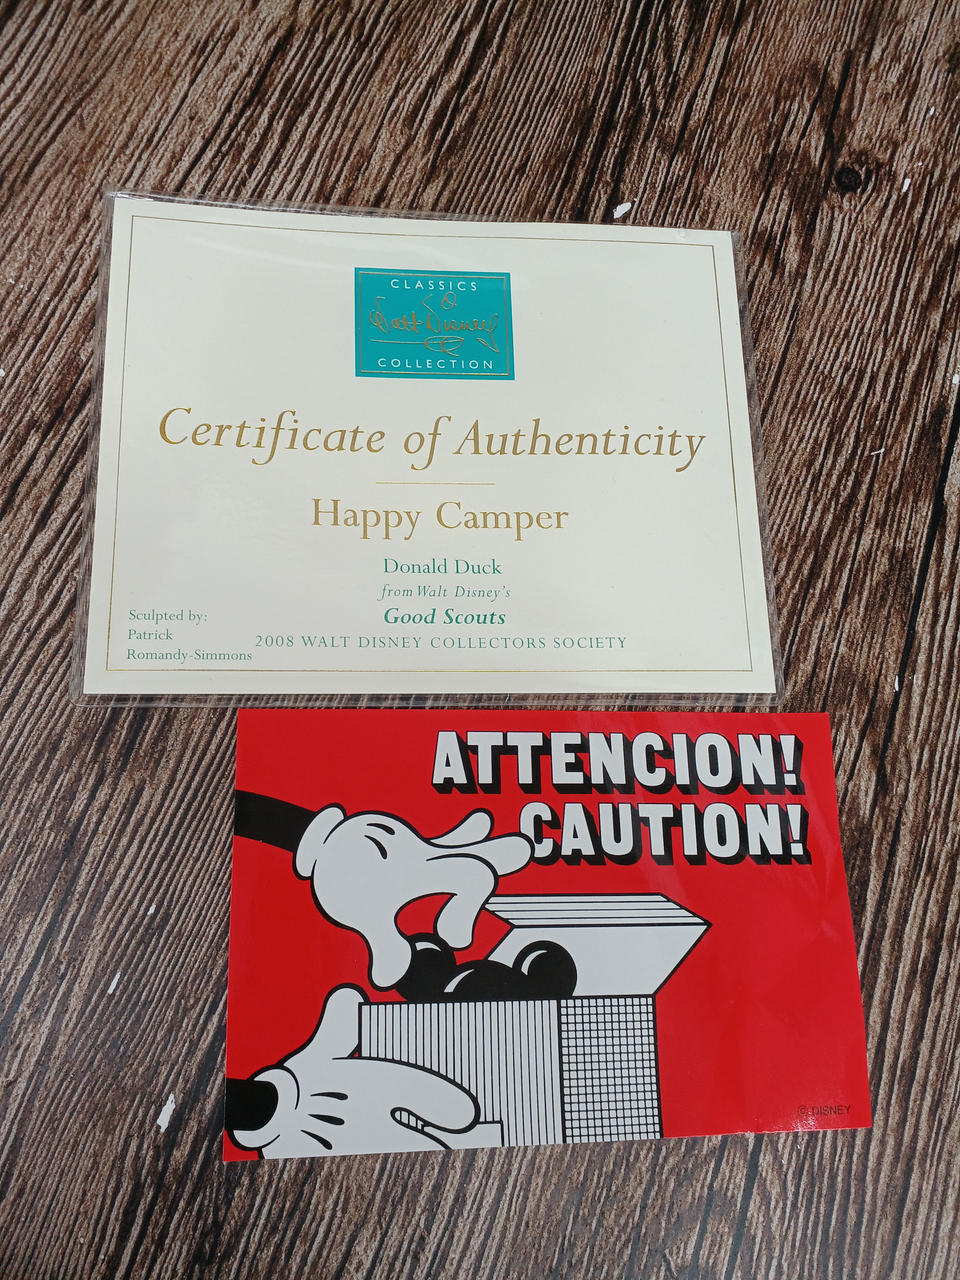 CLASSICS
Walt Disney
COLLECTION
Certificate of Authenticity
Happy Camper
Donald Duck
from Walt Disney's
Good Scouts
2008 WALT DISNEY COLLECTORS SOCIETY
Sculpted by:
Patrick
Romandy-Simmons
ATTENCION!
CAUTION!
© DISNEY